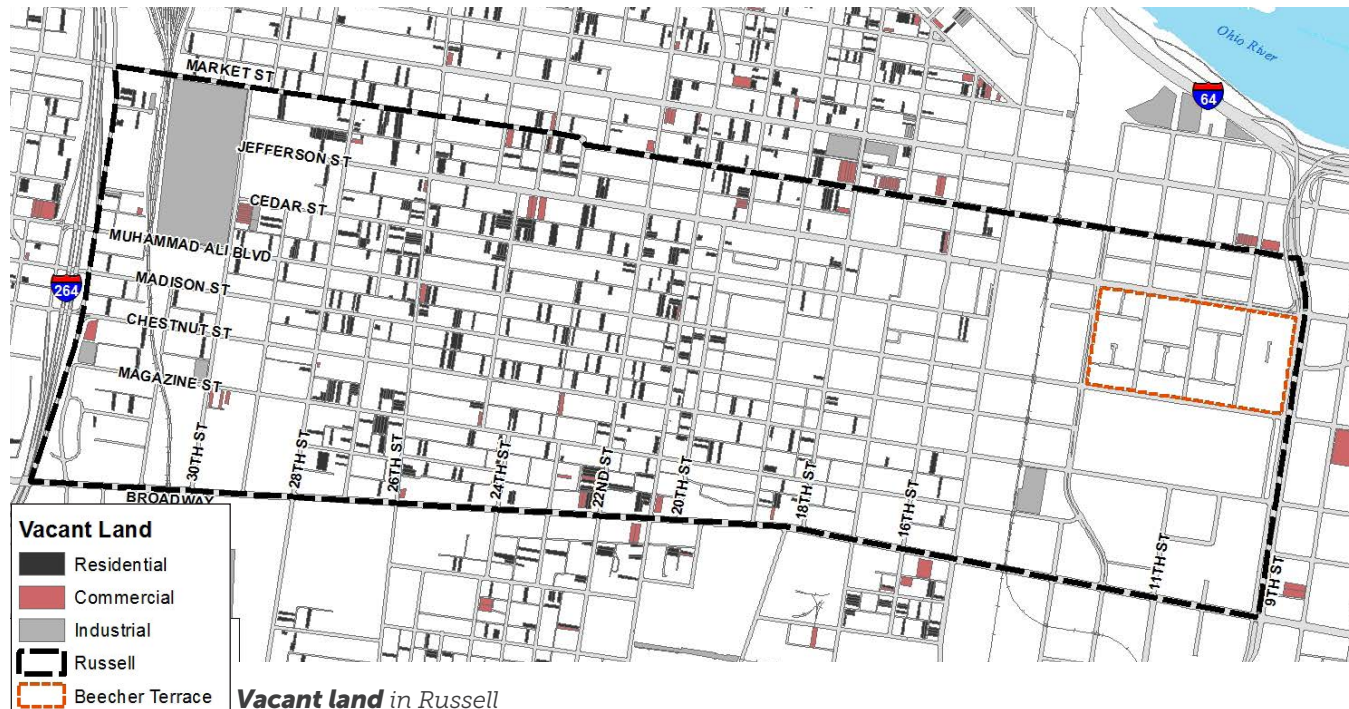 Ohio River
64
MARKET ST
JEFFERSON ST
CEDAR ST
MUHAMMAD ALI BLVD
MADISON ST
264
CHESTNUT ST
MAGAZINE ST
30TH ST
28TH ST
26TH ST
24TH ST
22ND ST
20TH ST
18TH ST
16TH ST
11TH ST
9TH ST
BROADWAY
Vacant Land
Residential
Commercial
Industrial
Russell
Beecher Terrace
Vacant land in Russell